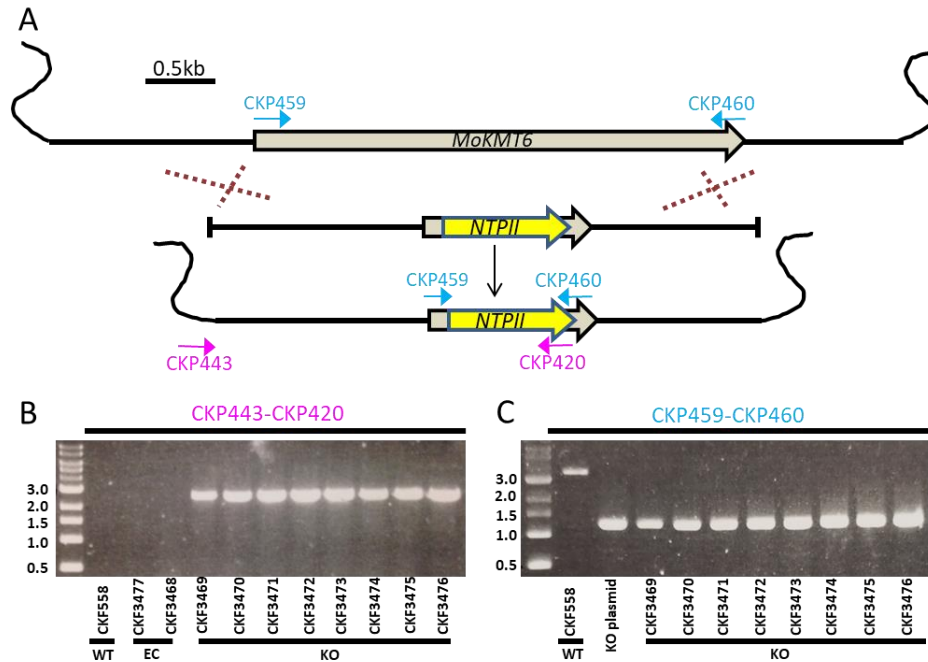 A
0.5kb
CKP459
CKP460
MoKMT6
NTPII
CKP459
CKP460
NTPII
CKP443
CKP420
B
CKP443-CKP420
3.0
2.0
1.5
1.0
0.5
CKF558
CKF3477
CKF3468
CKF3469
CKF3470
CKF3471
CKF3472
CKF3473
CKF3474
CKF3475
CKF3476
WT
EC
KO
C
CKP459-CKP460
3.0
2.0
1.5
1.0
0.5
CKF558
KO plasmid
CKF3469
CKF3470
CKF3471
CKF3472
CKF3473
CKF3474
CKF3475
CKF3476
WT
KO